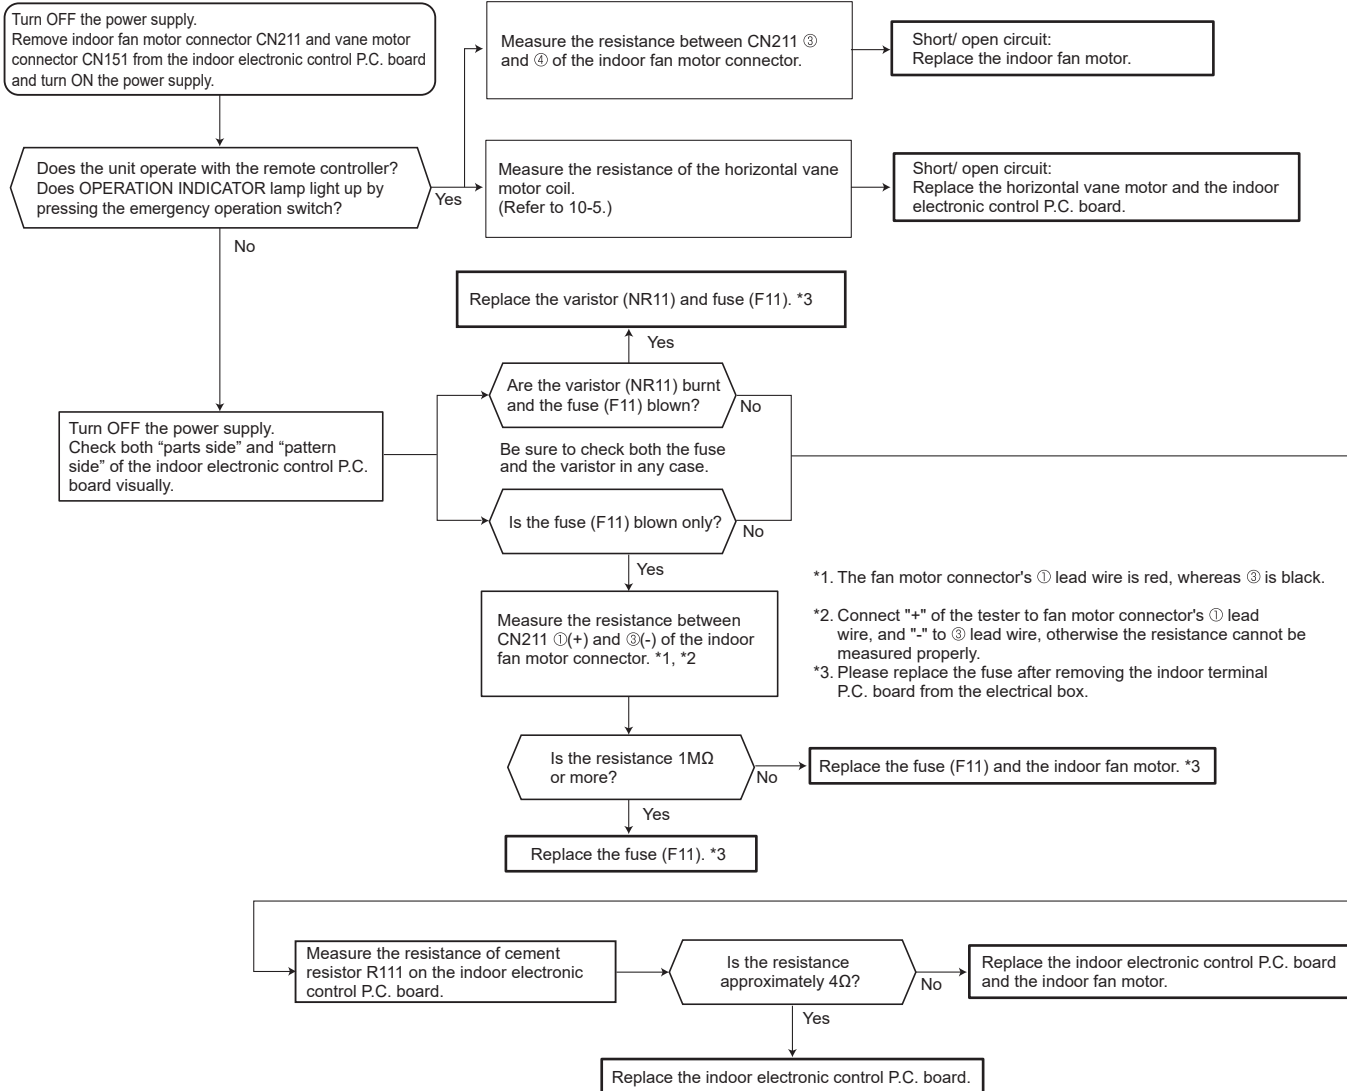 Turn OFF the power supply.
Remove indoor fan motor connector CN211 and vane motor
connector CN151 from the indoor electronic control P.C. board
and turn ON the power supply.
Measure the resistance between CN211 ③
and ④ of the indoor fan motor connector.
Short/ open circuit:
Replace the indoor fan motor.
Does the unit operate with the remote controller?
Does OPERATION INDICATOR lamp light up by
pressing the emergency operation switch?
Yes
Measure the resistance of the horizontal vane
motor coil.
(Refer to 10-5.)
Short/ open circuit:
Replace the horizontal vane motor and the indoor
electronic control P.C. board.
No
Replace the varistor (NR11) and fuse (F11). *3
Yes
Are the varistor (NR11) burnt
and the fuse (F11) blown?
No
Turn OFF the power supply.
Check both “parts side” and “pattern
side” of the indoor electronic control P.C.
board visually.
Be sure to check both the fuse
and the varistor in any case.
Is the fuse (F11) blown only?
No
Yes
Measure the resistance between
CN211 ①(+) and ③(-) of the indoor
fan motor connector. *1, *2
*1. The fan motor connector's ① lead wire is red, whereas ③ is black.
*2. Connect "+" of the tester to fan motor connector's ① lead
wire, and "-" to ③ lead wire, otherwise the resistance cannot be
measured properly.
*3. Please replace the fuse after removing the indoor terminal
P.C. board from the electrical box.
Is the resistance 1MΩ
or more?
No
Replace the fuse (F11) and the indoor fan motor. *3
Yes
Replace the fuse (F11). *3
Measure the resistance of cement
resistor R111 on the indoor electronic
control P.C. board.
Is the resistance
approximately 4Ω?
No
Replace the indoor electronic control P.C. board
and the indoor fan motor.
Yes
Replace the indoor electronic control P.C. board.